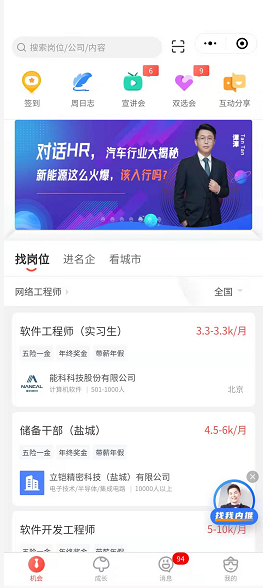 搜索岗位/公司/内容
6
9
签到
周日志
宣讲会
双选会
互动分享
对话HR，汽车行业大揭秘
新能源这么火爆，该入行吗？
谭谭
Tan Tan
找岗位
进名企
看城市
网络工程师
全国
软件工程师（实习生）
3.3-3.3k/月
五险一金
年终奖金
带薪年假
能科科技股份有限公司
NANCAL
计算机软件
501-1000人
北京
储备干部（盐城）
4.5-6k/月
五险一金
年终奖金
带薪年假
立铠精密科技（盐城）有限公司
电子技术/半导体/集成电路
10000人以上
找我内推
软件开发工程师
5-10k/月
94
机会
成长
消息
我的